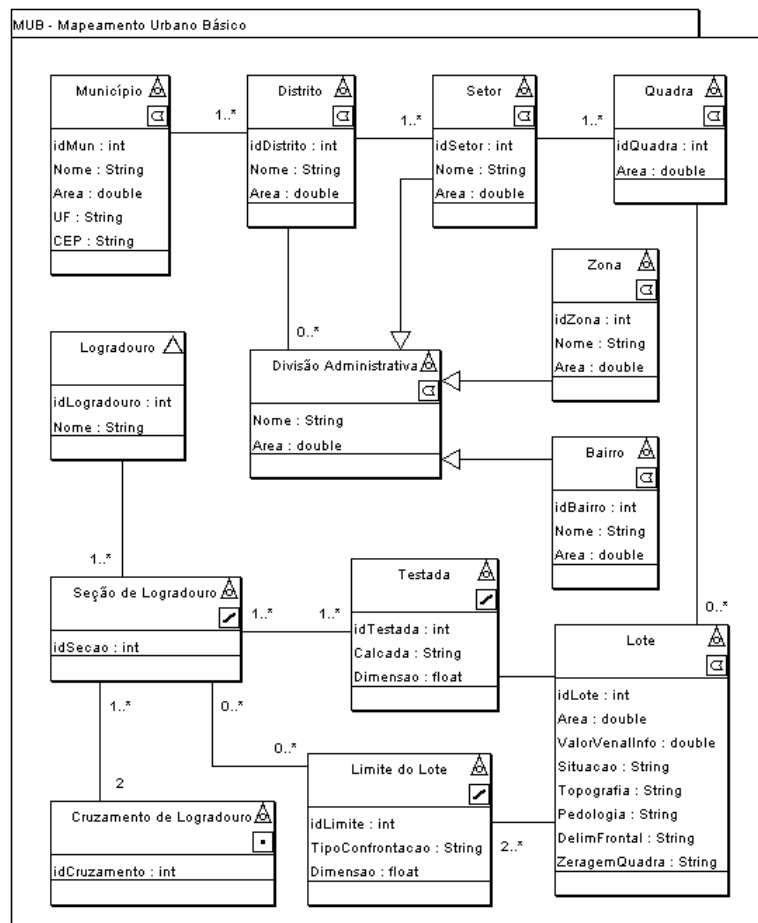 MUB - Mapeamento Urbano Básico
Município
idMun : int
Nome : String
Area : double
UF : String
CEP : String
1..*
Distrito
idDistrito : int
Nome : String
Area : double
1..*
Setor
idSetor : int
Nome : String
Area : double
1..*
Quadra
idQuadra : int
Area : double
Zona
idZona : int
Nome : String
Area : double
0..*
Logradouro
idLogradouro : int
Nome : String
Divisão Administrativa
Nome : String
Area : double
Bairro
idBairro : int
Nome : String
Area : double
1..*
Seção de Logradouro
idSecao : int
1..*
1..*
Testada
idTestada : int
Calcada : String
Dimensao : float
0..*
Lote
idLote : int
Area : double
ValorVenalInfo : double
Situacao : String
Topografia : String
Pedologia : String
DelimFrontal : String
ZeragemQuadra : String
1..*
0..*
0..*
2
Limite do Lote
idLimite : int
TipoConfrontacao : String
Dimensao : float
2..*
Cruzamento de Logradouro
idCruzamento : int